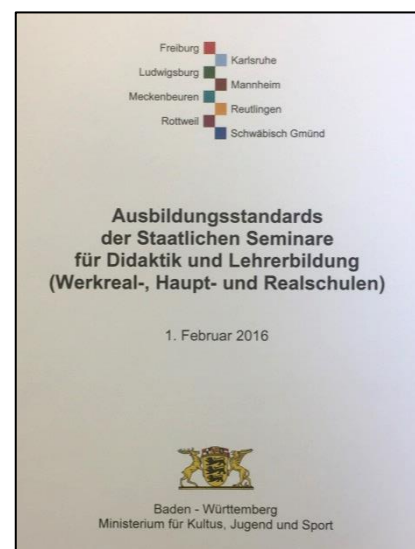 Freiburg
Karlsruhe
Ludwigsburg
Mannheim
Meckenbeuren
Reutlingen
Rottweil
Schwäbisch Gmünd
Ausbildungsstandards
der Staatlichen Seminare
für Didaktik und Lehrerbildung
(Werkreal-, Haupt- und Realschulen)
1. Februar 2016
Baden - Württemberg
Ministerium für Kultus, Jugend und Sport